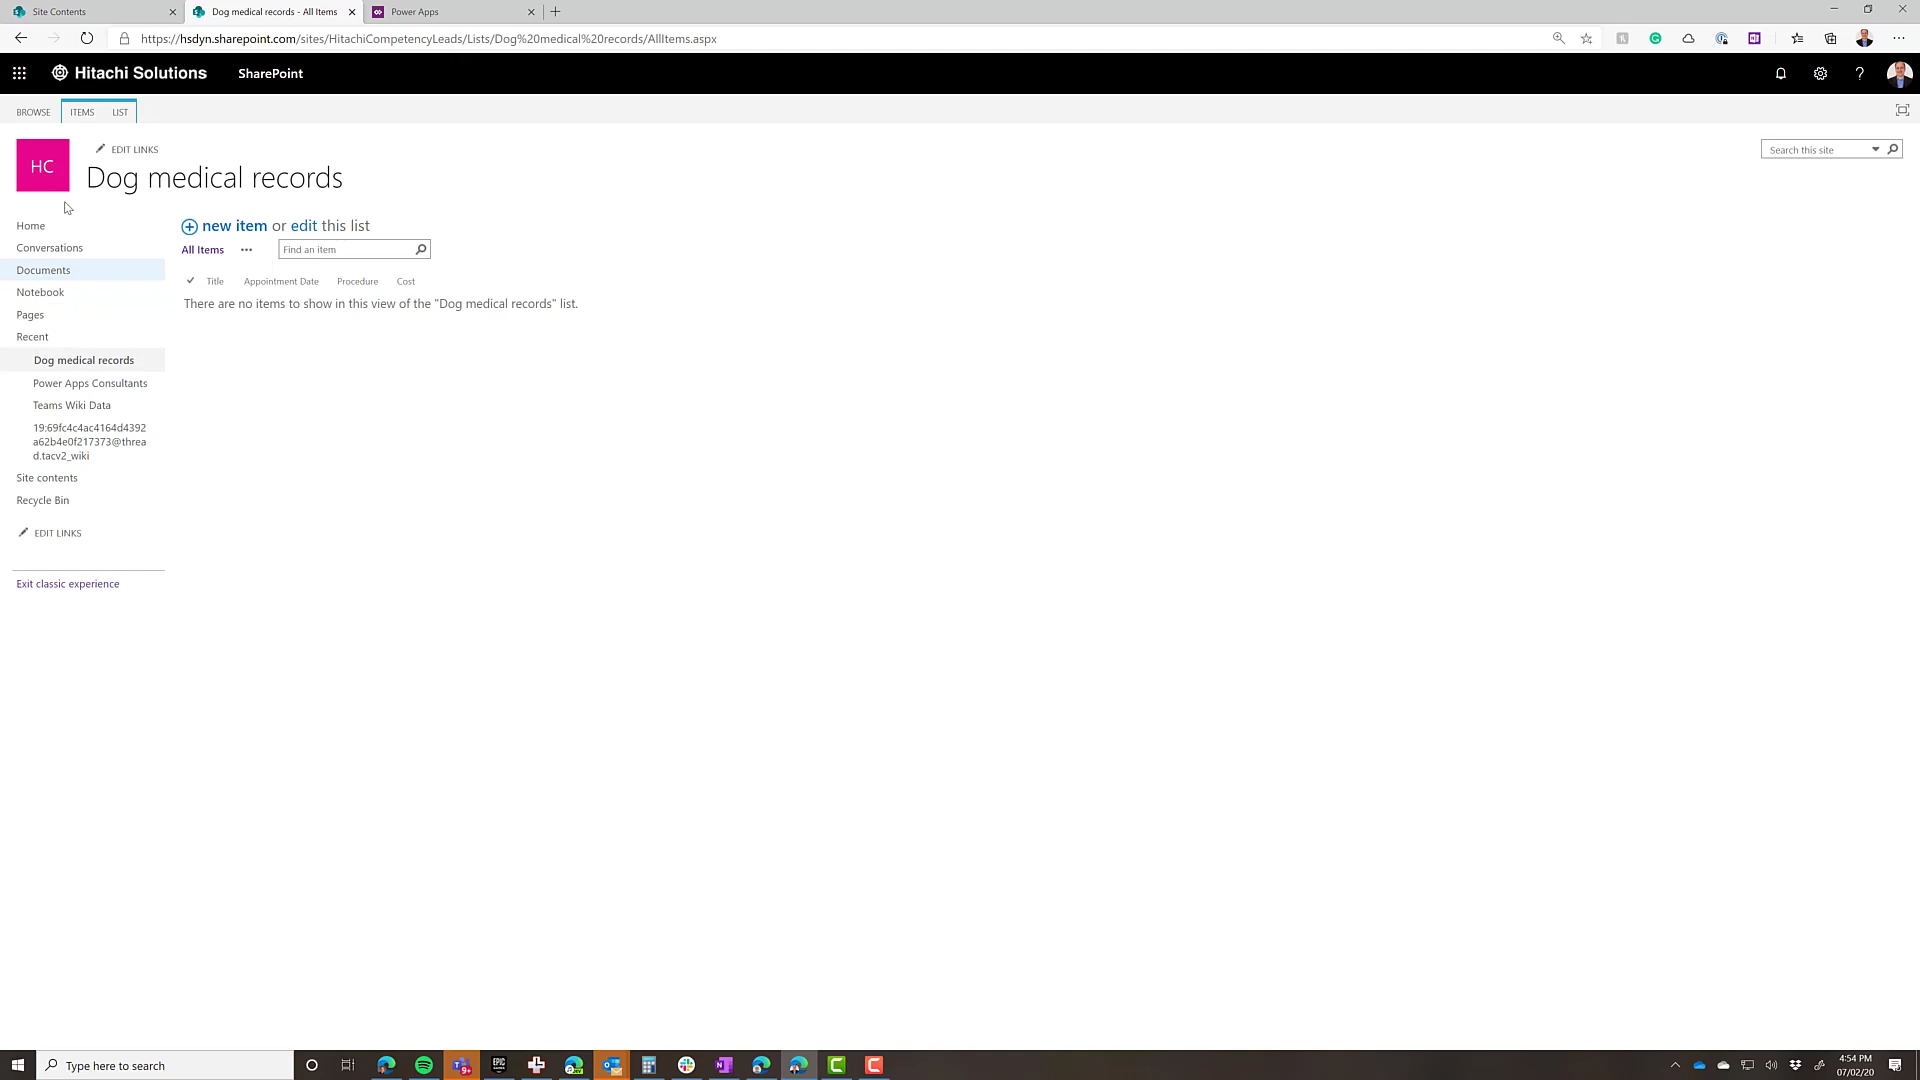 Site Contents
Dog medical records - All Items
Power Apps
https://hsdyn.sharepoint.com/sites/HitachiCompetencyLeads/Lists/Dog%20medical%20records/AllItems.aspx
Hitachi Solutions
SharePoint
BROWSE
ITEMS
LIST
HC
EDIT LINKS
Search this site
Dog medical records
Home
Conversations
Documents
Notebook
Pages
Recent
Dog medical records
Power Apps Consultants
Teams Wiki Data
19:69fc4c4ac4164d4392
a62b4e0f217373@threa
d.tacv2_wiki
Site contents
Recycle Bin
EDIT LINKS
Exit classic experience
new item or edit this list
All Items
Find an item
Title
Appointment Date
Procedure
Cost
There are no items to show in this view of the "Dog medical records" list.
Type here to search
EPIC
9+
4:54 PM
07/02/20